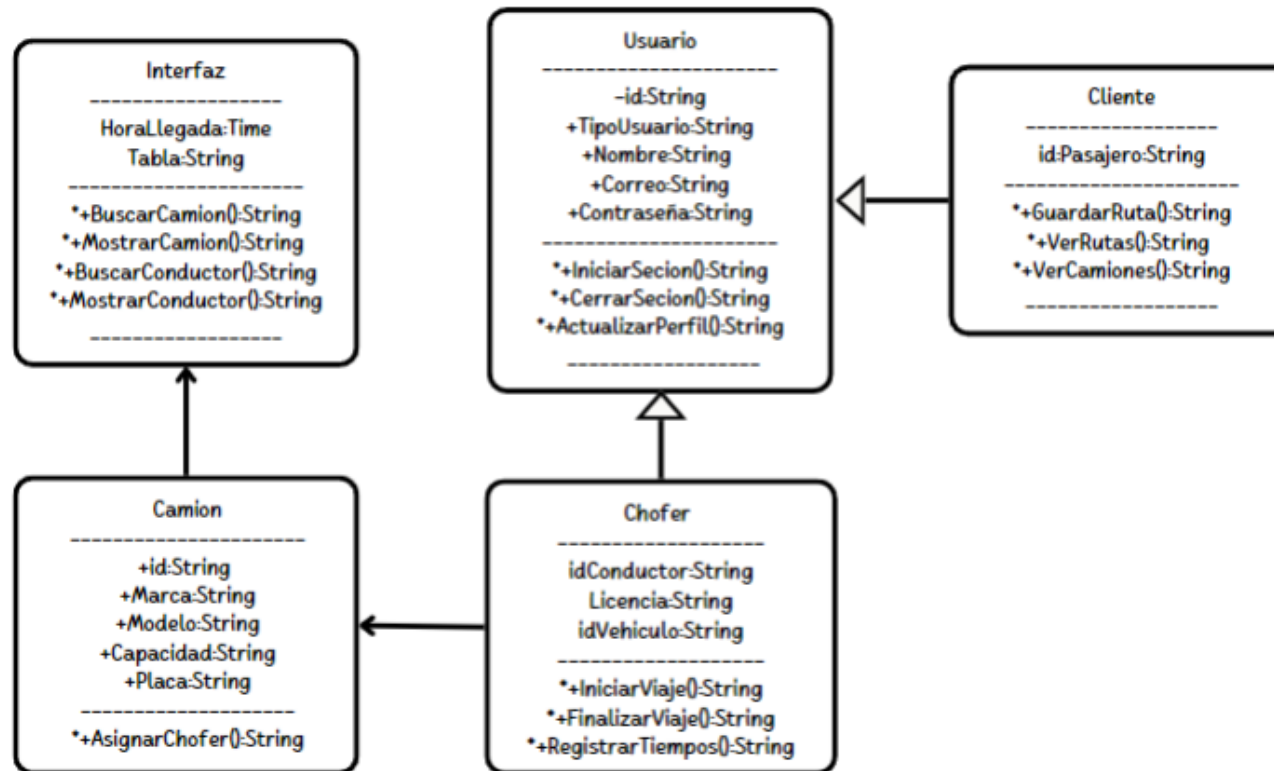 Interfaz
HoraLlegada:Time
Tabla:String
*+BuscarCamion():String
*+MostrarCamion():String
*+BuscarConductor():String
*+MostrarConductor():String
Usuario
-id:String
+TipoUsuario:String
+Nombre:String
+Correo:String
+Contraseña:String
*+IniciarSecion():String
*+CerrarSecion():String
*+ActualizarPerfil():String
Cliente
id:Pasajero:String
*+GuardarRuta():String
*+VerRutas():String
*+VerCamiones():String
Camion
+id:String
+Marca:String
+Modelo:String
+Capacidad:String
+Placa:String
*+AsignarChofer():String
Chofer
idConductor:String
Licencia:String
idVehiculo:String
*+IniciarViaje():String
*+FinalizarViaje():String
*+RegistrarTiempos():String